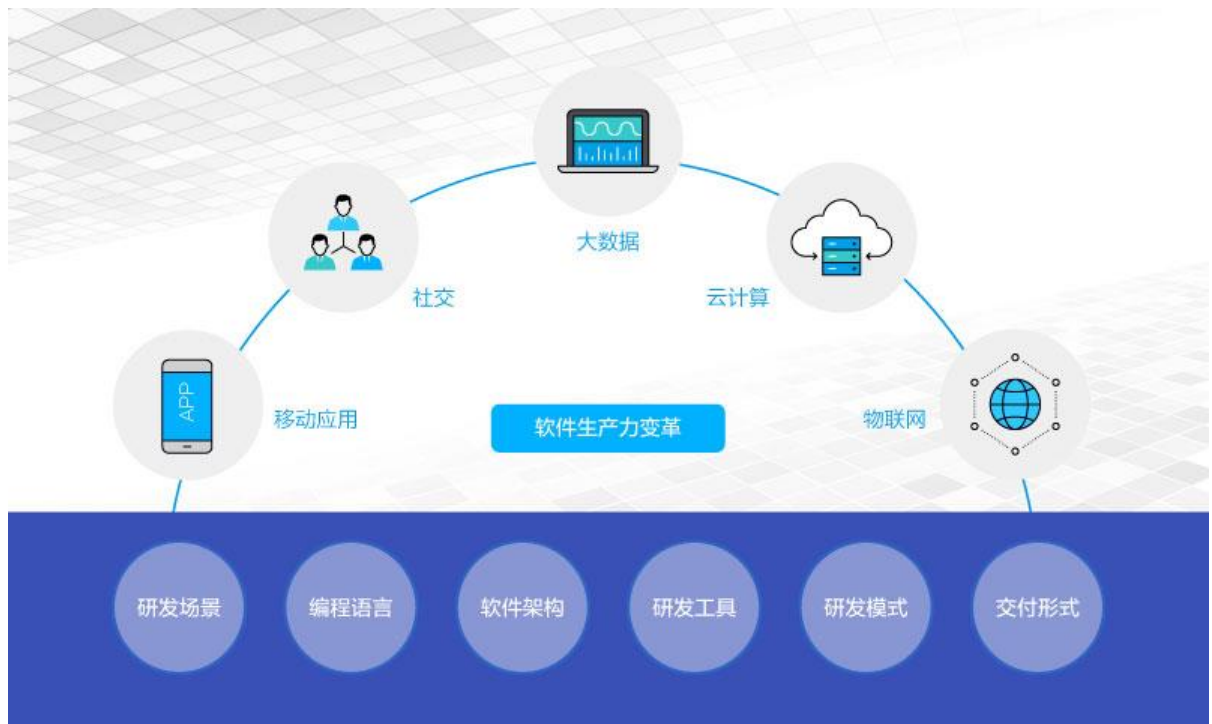 大数据
社交
云计算
APP
移动应用
软件生产力变革
物联网
研发场景
编程语言
软件架构
研发工具
研发模式
交付形式